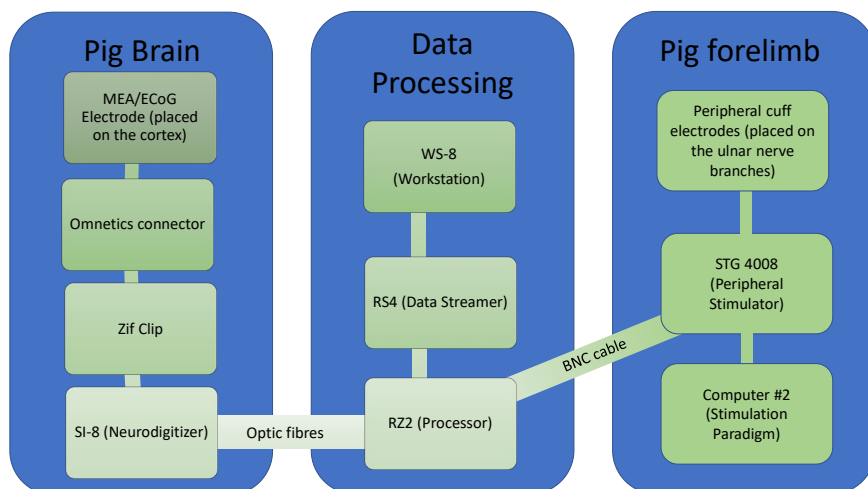 Pig Brain
MEA/ECoG
Electrode (placed
on the cortex)
Omnetics connector
Zif Clip
SI-8 (Neurodigitizer)
Optic fibres
Data
Processing
WS-8
(Workstation)
RS4 (Data Streamer)
RZ2 (Processor)
BNC cable
Pig forelimb
Peripheral cuff
electrodes (placed on
the ulnar nerve
branches)
STG 4008
(Peripheral
Stimulator)
Computer #2
(Stimulation
Paradigm)